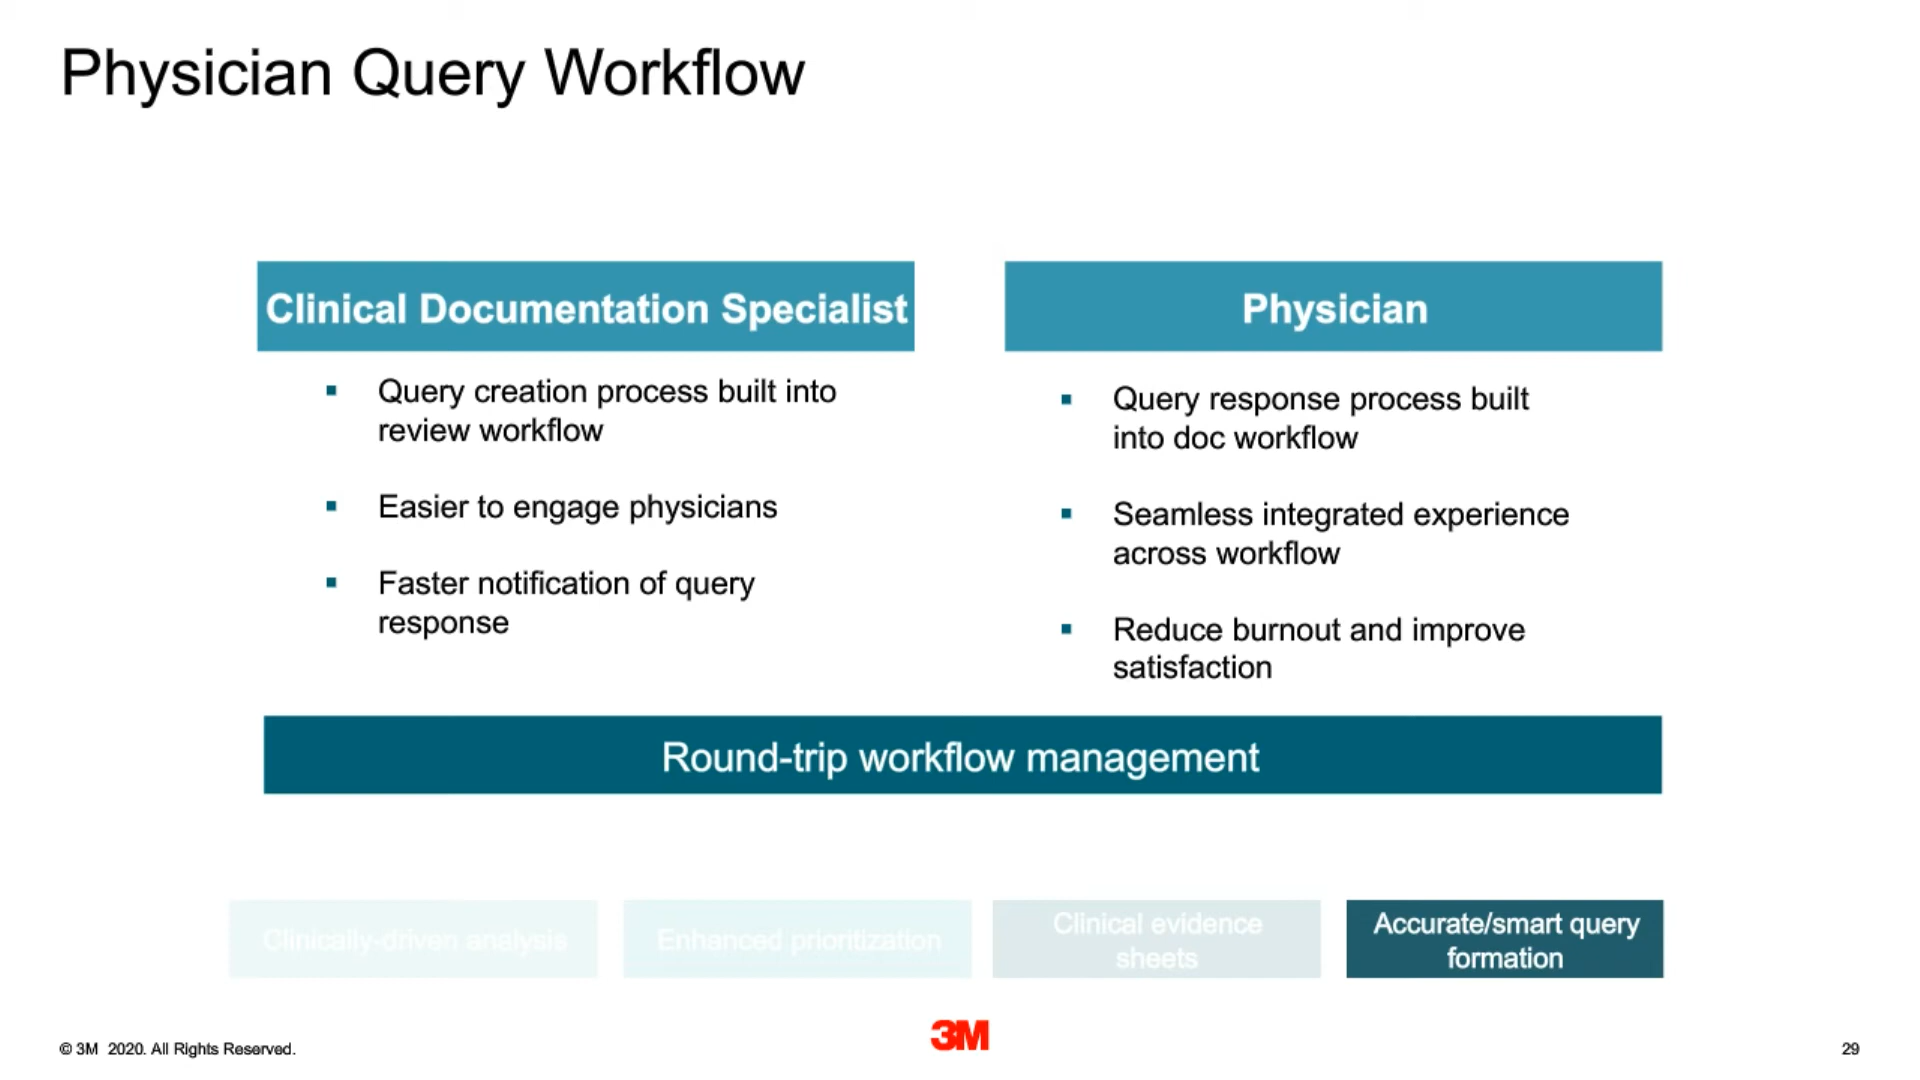 Physician Query Workflow
Clinical Documentation Specialist
Query creation process built into
review workflow
Easier to engage physicians
Faster notification of query
response
Physician
Query response process built
into doc workflow
Seamless integrated experience
across workflow
Reduce burnout and improve
satisfaction
Round-trip workflow management
Clinically-driven analysis
Enhanced prioritization
Clinical evidence
sheets
Accurate/smart query
formation
© 3M 2020. All Rights Reserved.
3M
29